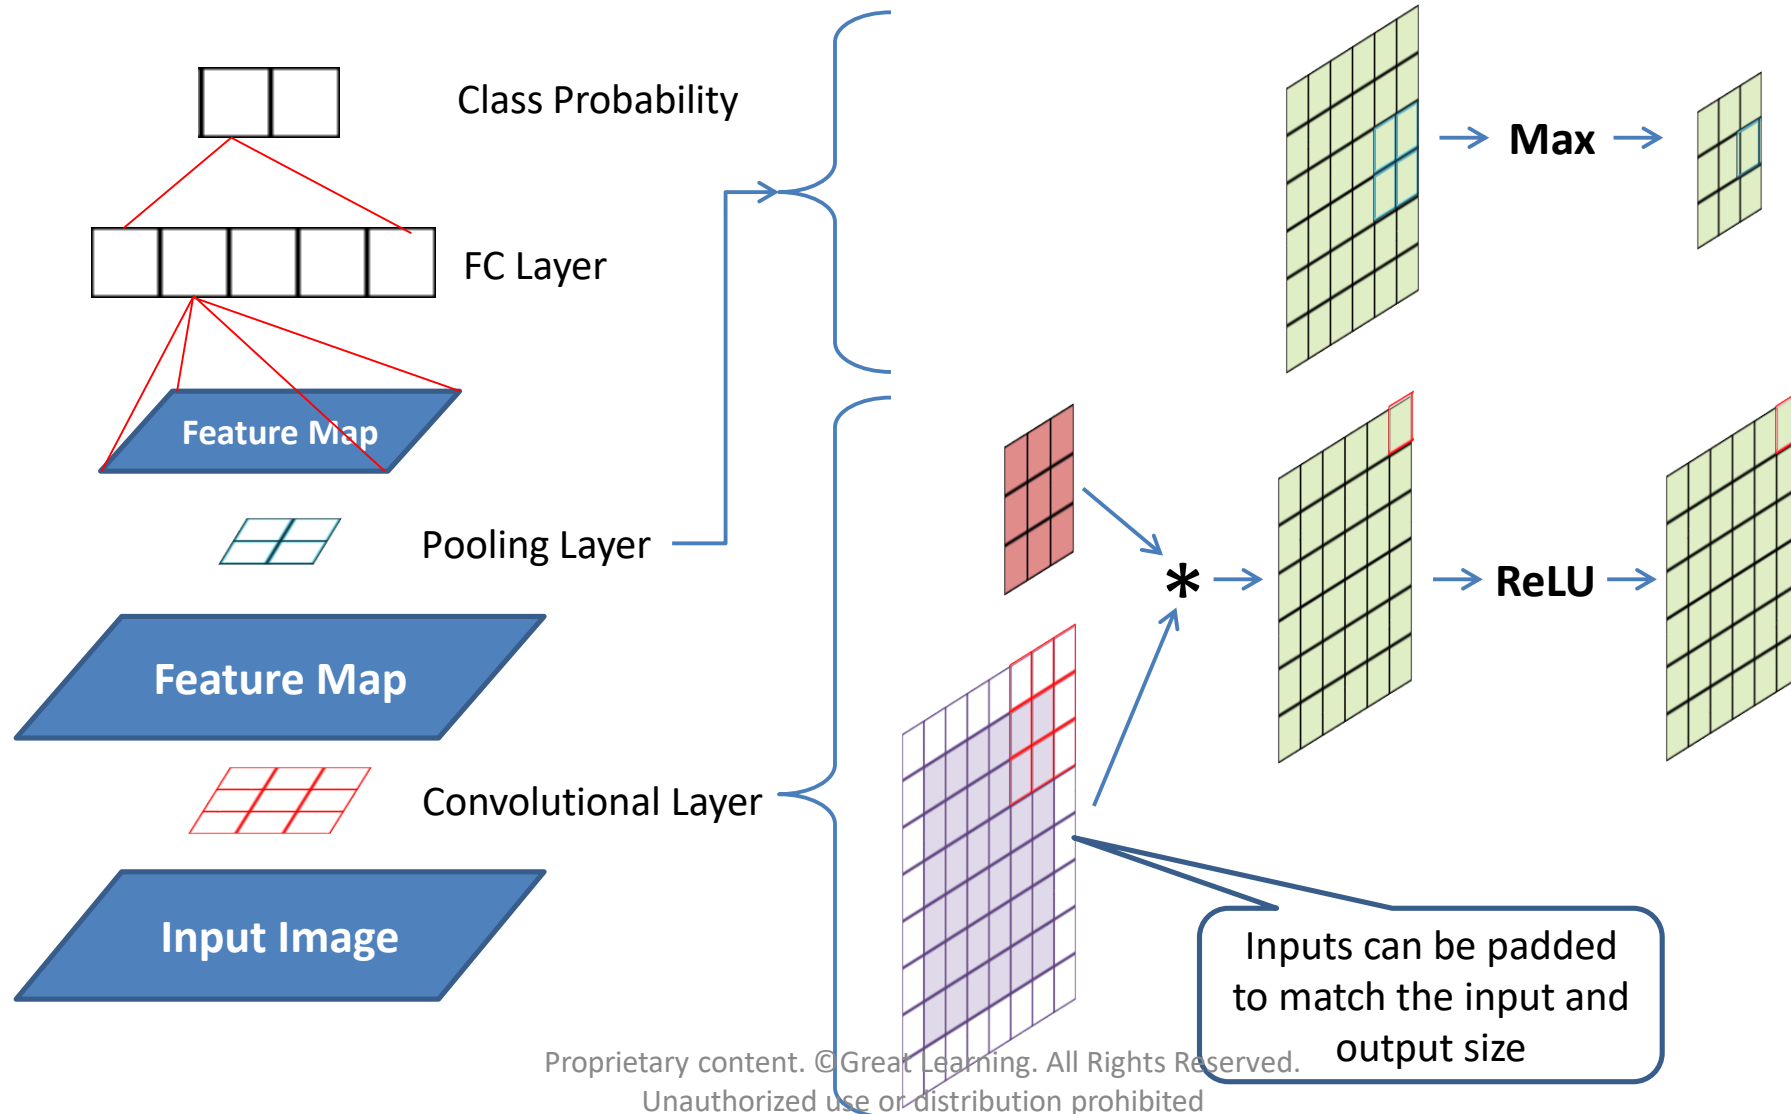 Class Probability
FC Layer
Feature Map
Pooling Layer
Feature Map
Convolutional Layer
Input Image
Max
*
ReLU
Inputs can be padded
to match the input and
output size
Proprietary content. ©Great Learning. All Rights Reserved.
Unauthorized use or distribution prohibited